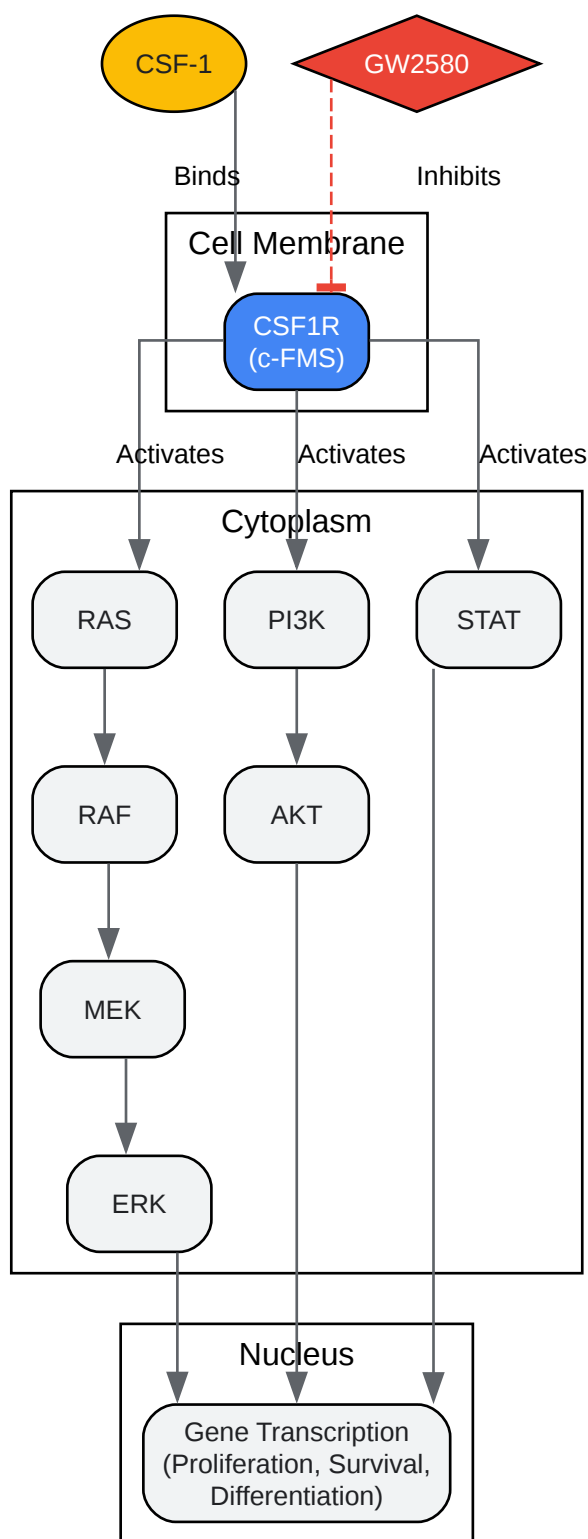 CSF-1
GW2580
Binds
Inhibits
Cell Membrane
CSF1R
(c-FMS)
Activates
Activates
Activates
Cytoplasm
RAS
PI3K
STAT
RAF
AKT
MEK
ERK
Nucleus
Gene Transcription
(Proliferation, Survival,
Differentiation)